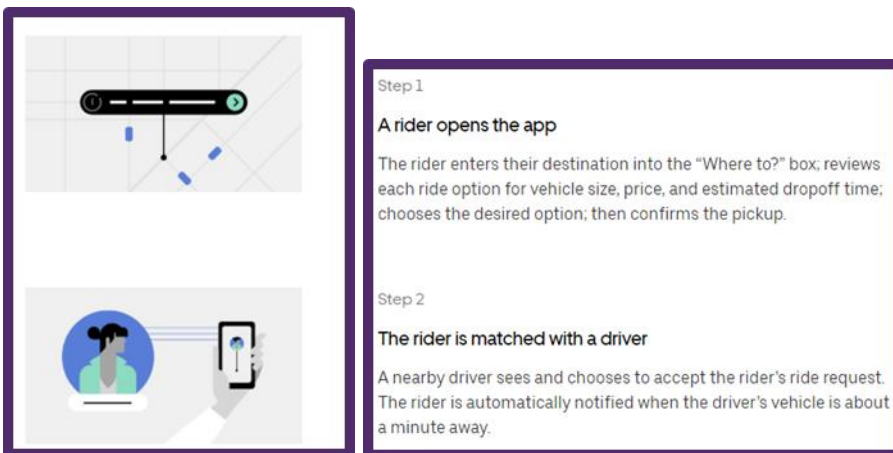 Step 1
A rider opens the app
The rider enters their destination into the “Where to?” box; reviews
each ride option for vehicle size, price, and estimated dropoff time;
chooses the desired option; then confirms the pickup.
Step 2
The rider is matched with a driver
A nearby driver sees and chooses to accept the rider’s ride request.
The rider is automatically notified when the driver’s vehicle is about
a minute away.